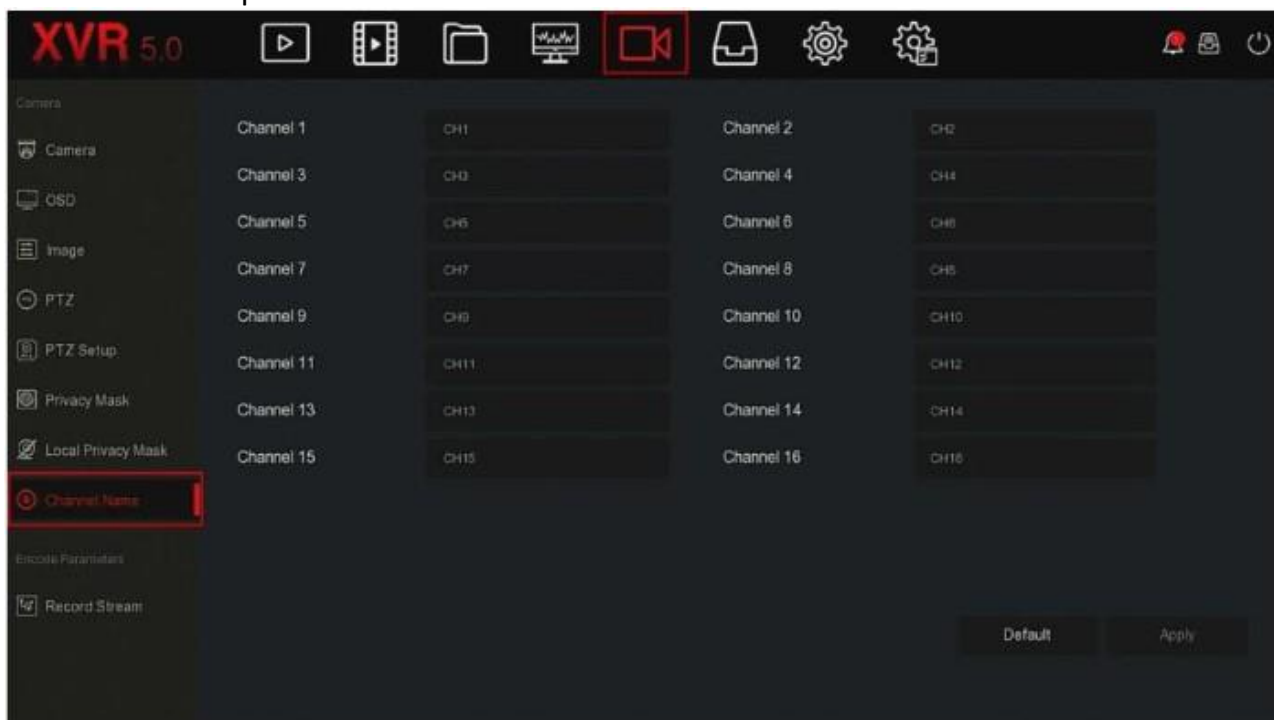 XVR 5.0
Camera
Camera
OSD
Image
PTZ
PTZ Setup
Privacy Mask
Local Privacy Mask
Channel Name
Encode Parameters
Record Stream
Channel 1 CH1 Channel 2 CH2
Channel 3 CH3 Channel 4 CH4
Channel 5 CH5 Channel 6 CH6
Channel 7 CH7 Channel 8 CH8
Channel 9 CH9 Channel 10 CH10
Channel 11 CH11 Channel 12 CH12
Channel 13 CH13 Channel 14 CH14
Channel 15 CH15 Channel 16 CH16
Default Apply